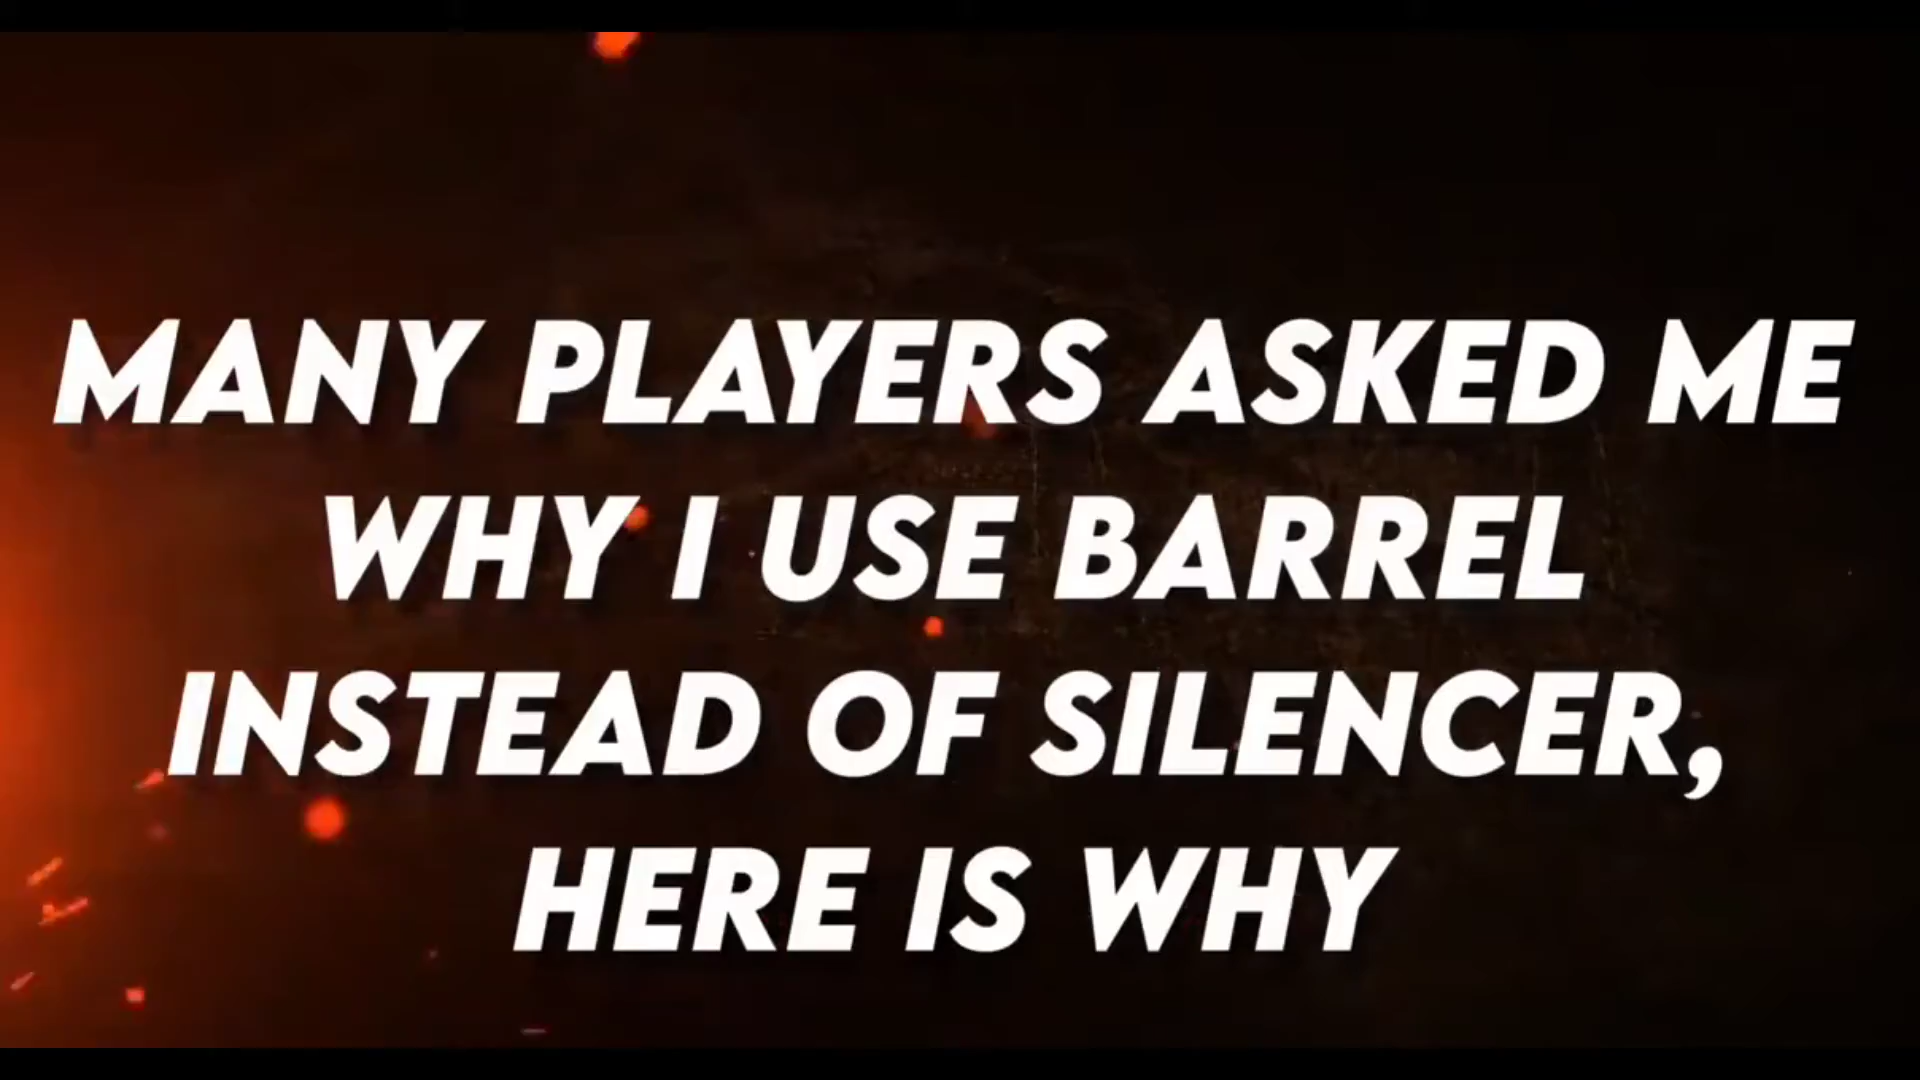 MANY PLAYERS ASKED ME
WHY I USE BARREL
INSTEAD OF SILENCER,
HERE IS WHY